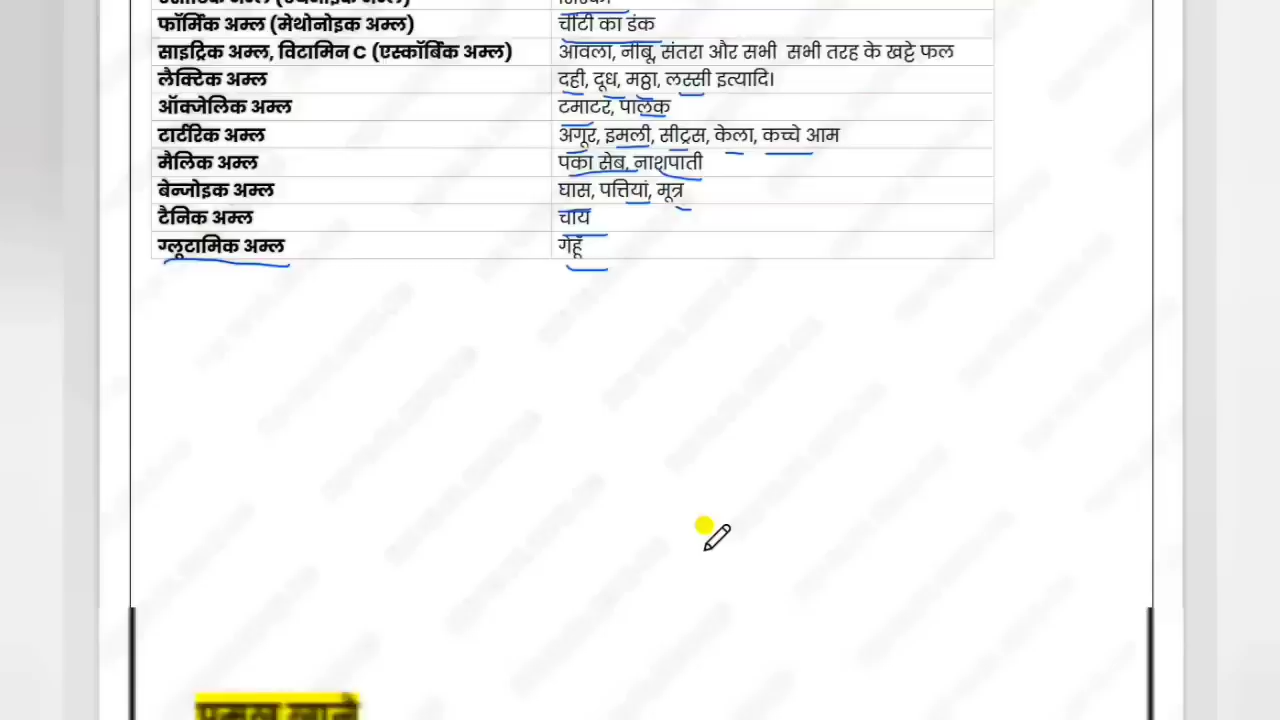 फॉर्मिक अम्ल (मेथोनोइक अम्ल) चींटी का डंक
साइट्रिक अम्ल, विटामिन C (एस्कॉर्बिक अम्ल) आंवला, नींबू, संतरा और सभी सभी तरह के खट्टे फल
लैक्टिक अम्ल दही, दूध, मठ्ठा, लस्सी इत्यादि।
ऑक्जेलिक अम्ल टमाटर, पालक
टार्टरिक अम्ल अंगूर, इमली, सीट्रस, केला, कच्चे आम
मैलिक अम्ल पका सेब, नाशपाती
बेन्जोइक अम्ल घास, पत्तियां, मूत्र
टैनिक अम्ल चाय
ग्लूटामिक अम्ल गेहूँ